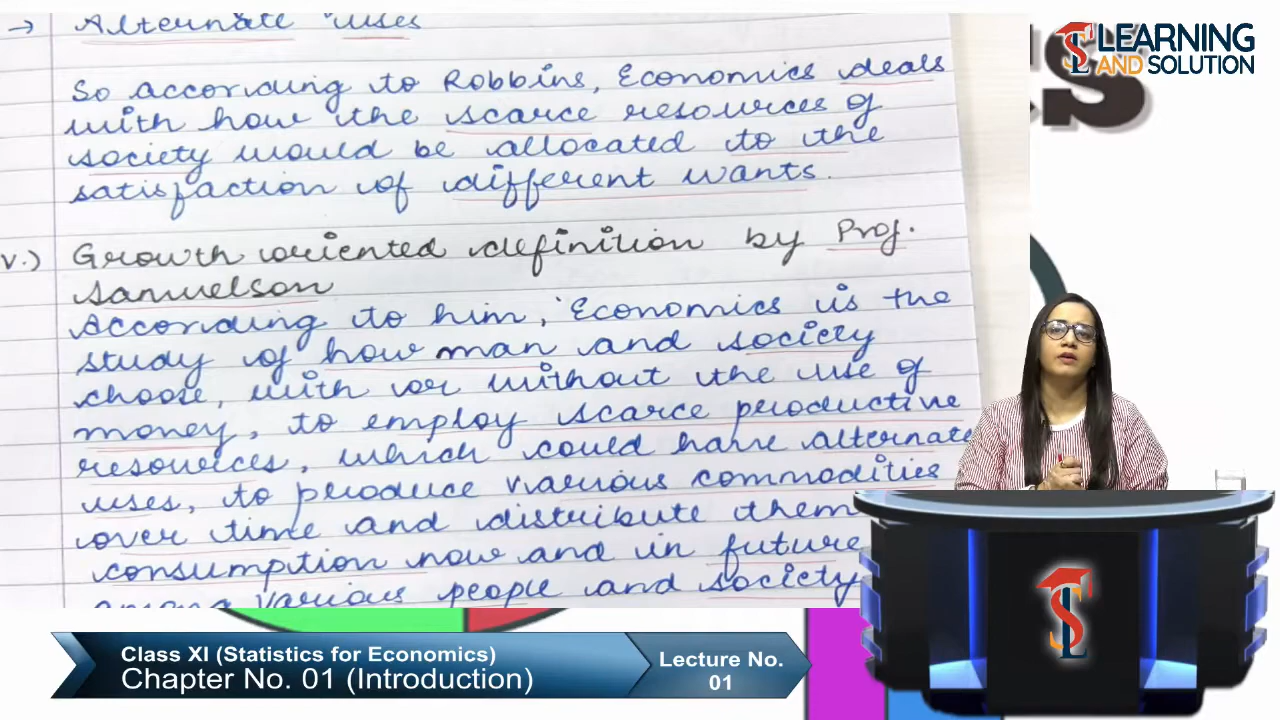 → Alternate uses
So according to Robbins, Economics deals
with how the scarce resources of
society would be allocated to the
satisfaction of different wants.
v.) Growth oriented definition by Prof.
Samuelson
According to him, 'Economics is the
study of how man and society
choose, with or without the use of
money, to employ scarce productive
resources, which could have alternate
uses, to produce various commodities
over time and distribute them
consumption now and in future
among various people and society
LEARNING
AND SOLUTION
CS
Class XI (Statistics for Economics)
Chapter No. 01 (Introduction)
Lecture No.
01